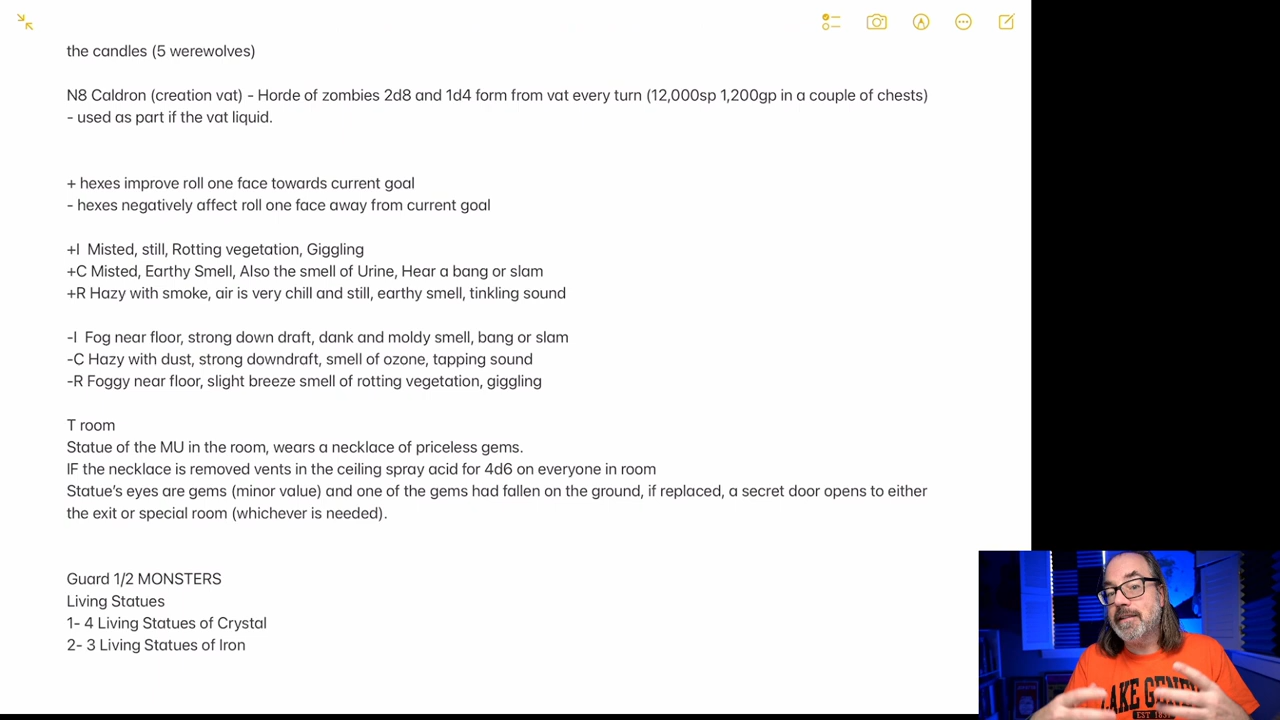 the candles (5 werewolves)
N8 Caldron (creation vat) - Horde of zombies 2d8 and 1d4 form from vat every turn (12,000sp 1,200gp in a couple of chests)
- used as part if the vat liquid.
+ hexes improve roll one face towards current goal
- hexes negatively affect roll one face away from current goal
+I  Misted, still, Rotting vegetation, Giggling
+C Misted, Earthy Smell, Also the smell of Urine, Hear a bang or slam
+R Hazy with smoke, air is very chill and still, earthy smell, tinkling sound
-I  Fog near floor, strong down draft, dank and moldy smell, bang or slam
-C Hazy with dust, strong downdraft, smell of ozone, tapping sound
-R Foggy near floor, slight breeze smell of rotting vegetation, giggling
T room
Statue of the MU in the room, wears a necklace of priceless gems.
IF the necklace is removed vents in the ceiling spray acid for 4d6 on everyone in room
Statue's eyes are gems (minor value) and one of the gems had fallen on the ground, if replaced, a secret door opens to either
the exit or special room (whichever is needed).
Guard 1/2 MONSTERS
Living Statues
1- 4 Living Statues of Crystal
2- 3 Living Statues of Iron
LAKE GENEV
EST 183